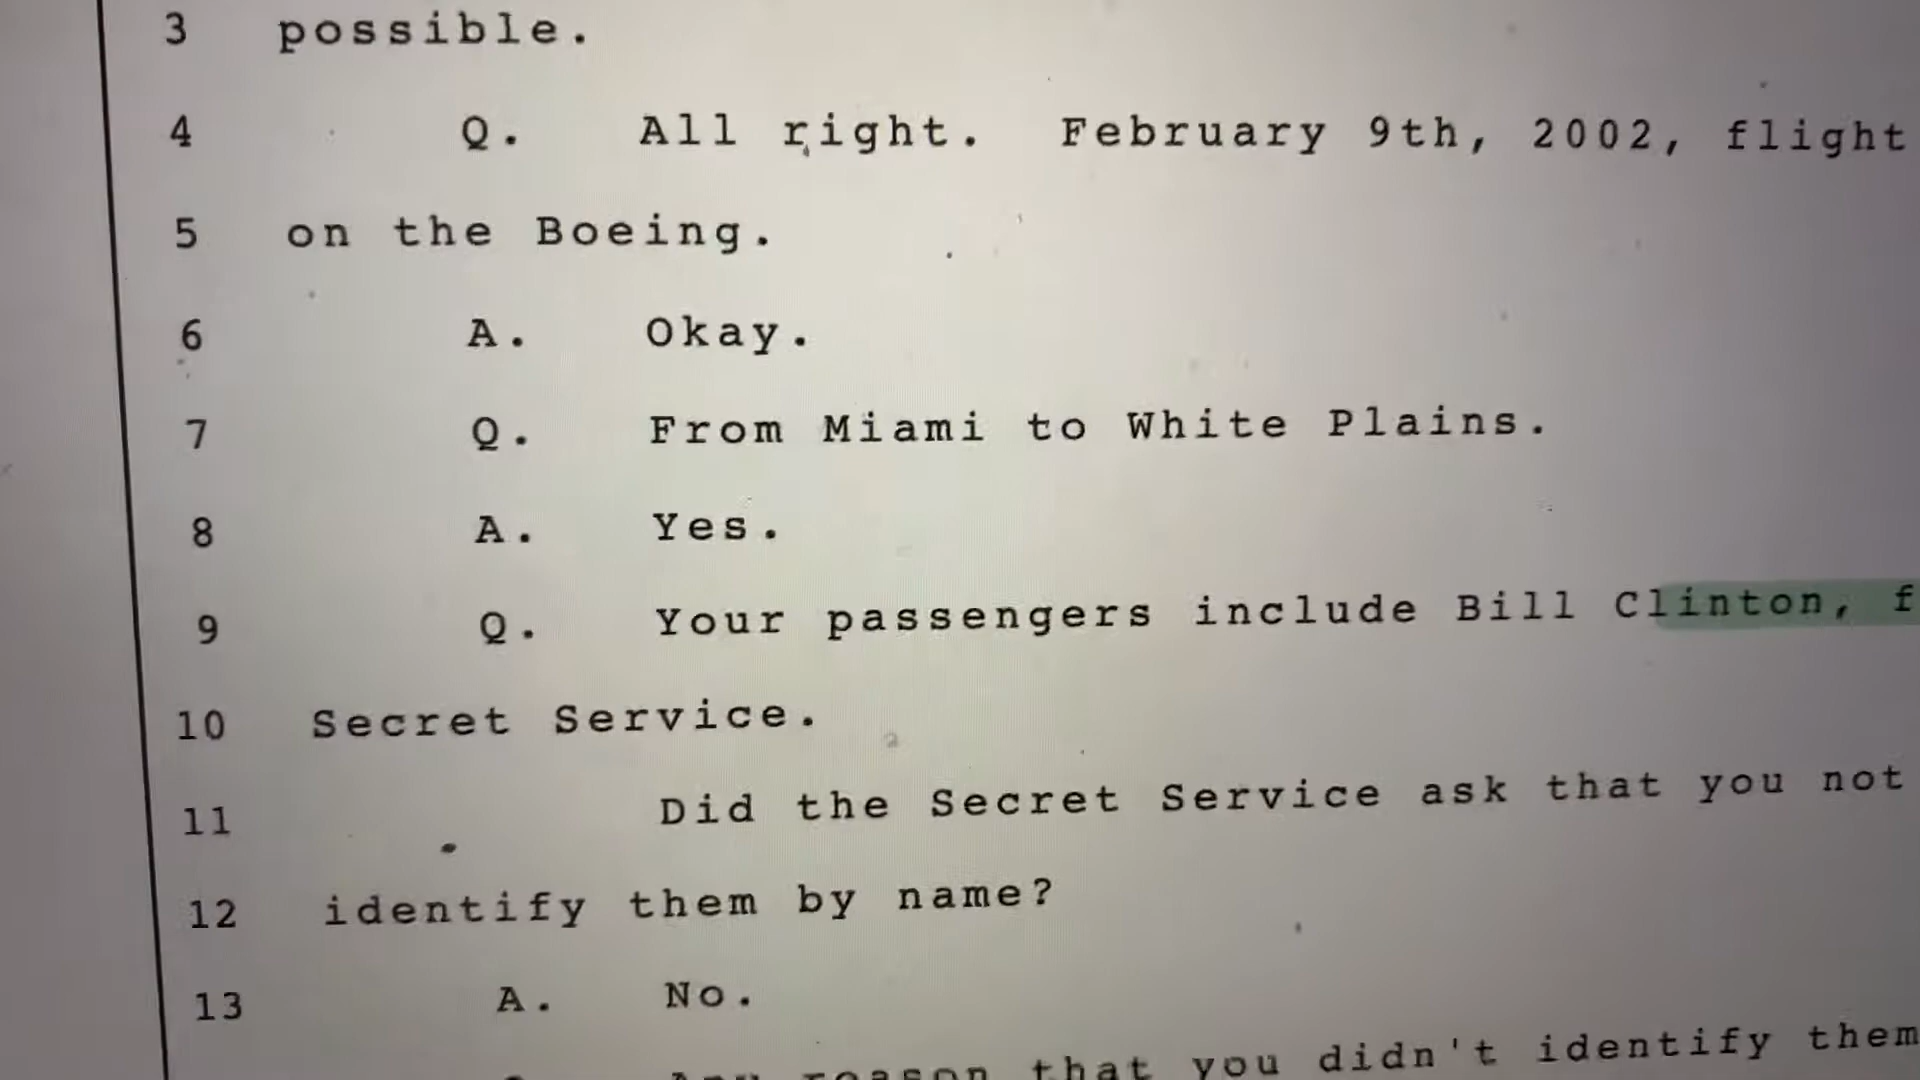 3 possible.
4 Q. All right. February 9th, 2002, flight
5 on the Boeing.
6 A. Okay.
7 Q. From Miami to White Plains.
8 A. Yes.
9 Q. Your passengers include Bill Clinton, f
10 Secret Service.
11 Did the Secret Service ask that you not
12 identify them by name?
13 A. No.
Any reason that you didn't identify them